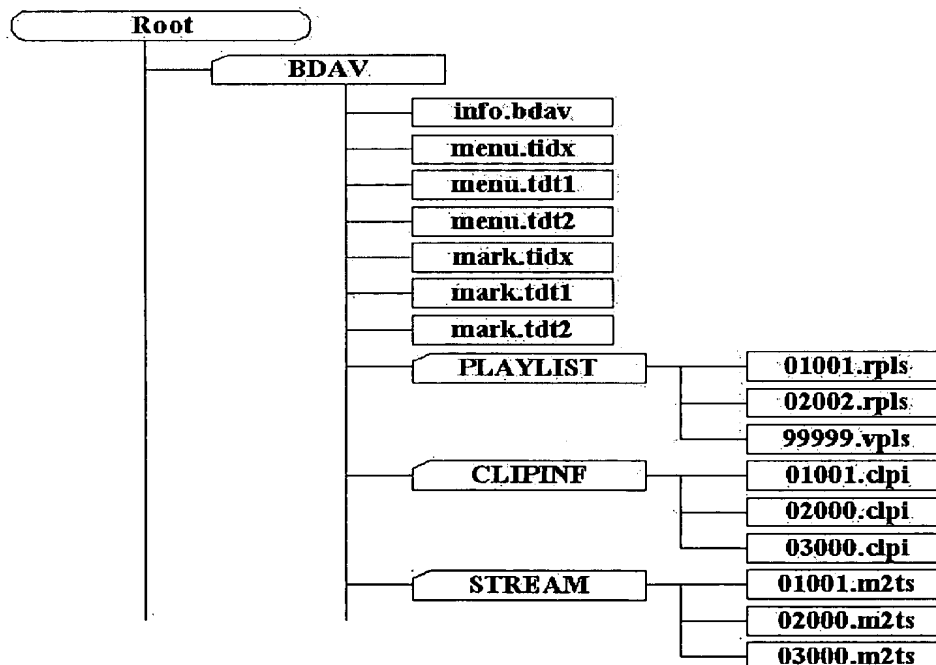 Root
BDAV
info.bdav
menu.tidx
menu.tdt1
menu.tdt2
mark.tidx
mark.tdt1
mark.tdt2
PLAYLIST
01001.rpls
02002.rpls
99999.vpls
CLIPINF
01001.clpi
02000.clpi
03000.clpi
STREAM
01001.m2ts
02000.m2ts
03000.m2ts